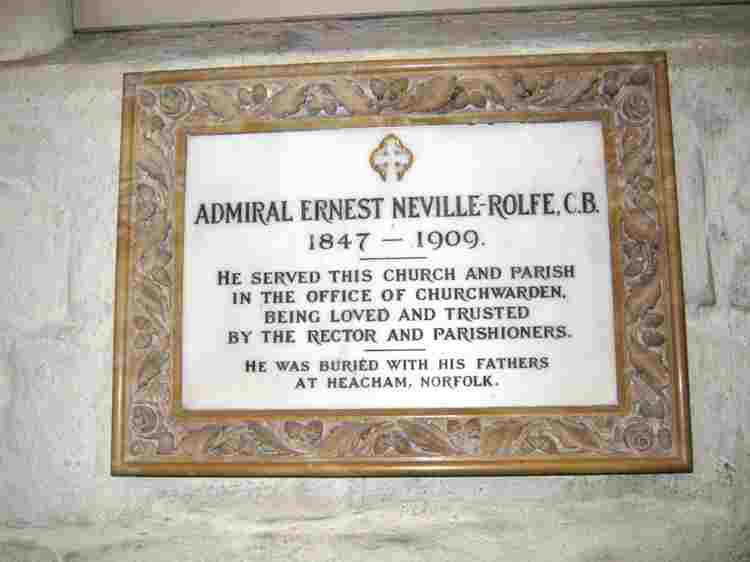 ADMIRAL ERNEST NEVILLE-ROLFE, C.B.
1847 — 1909.
HE SERVED THIS CHURCH AND PARISH
IN THE OFFICE OF CHURCHWARDEN,
BEING LOVED AND TRUSTED
BY THE RECTOR AND PARISHIONERS.
HE WAS BURIED WITH HIS FATHERS
AT HEACHAM, NORFOLK.